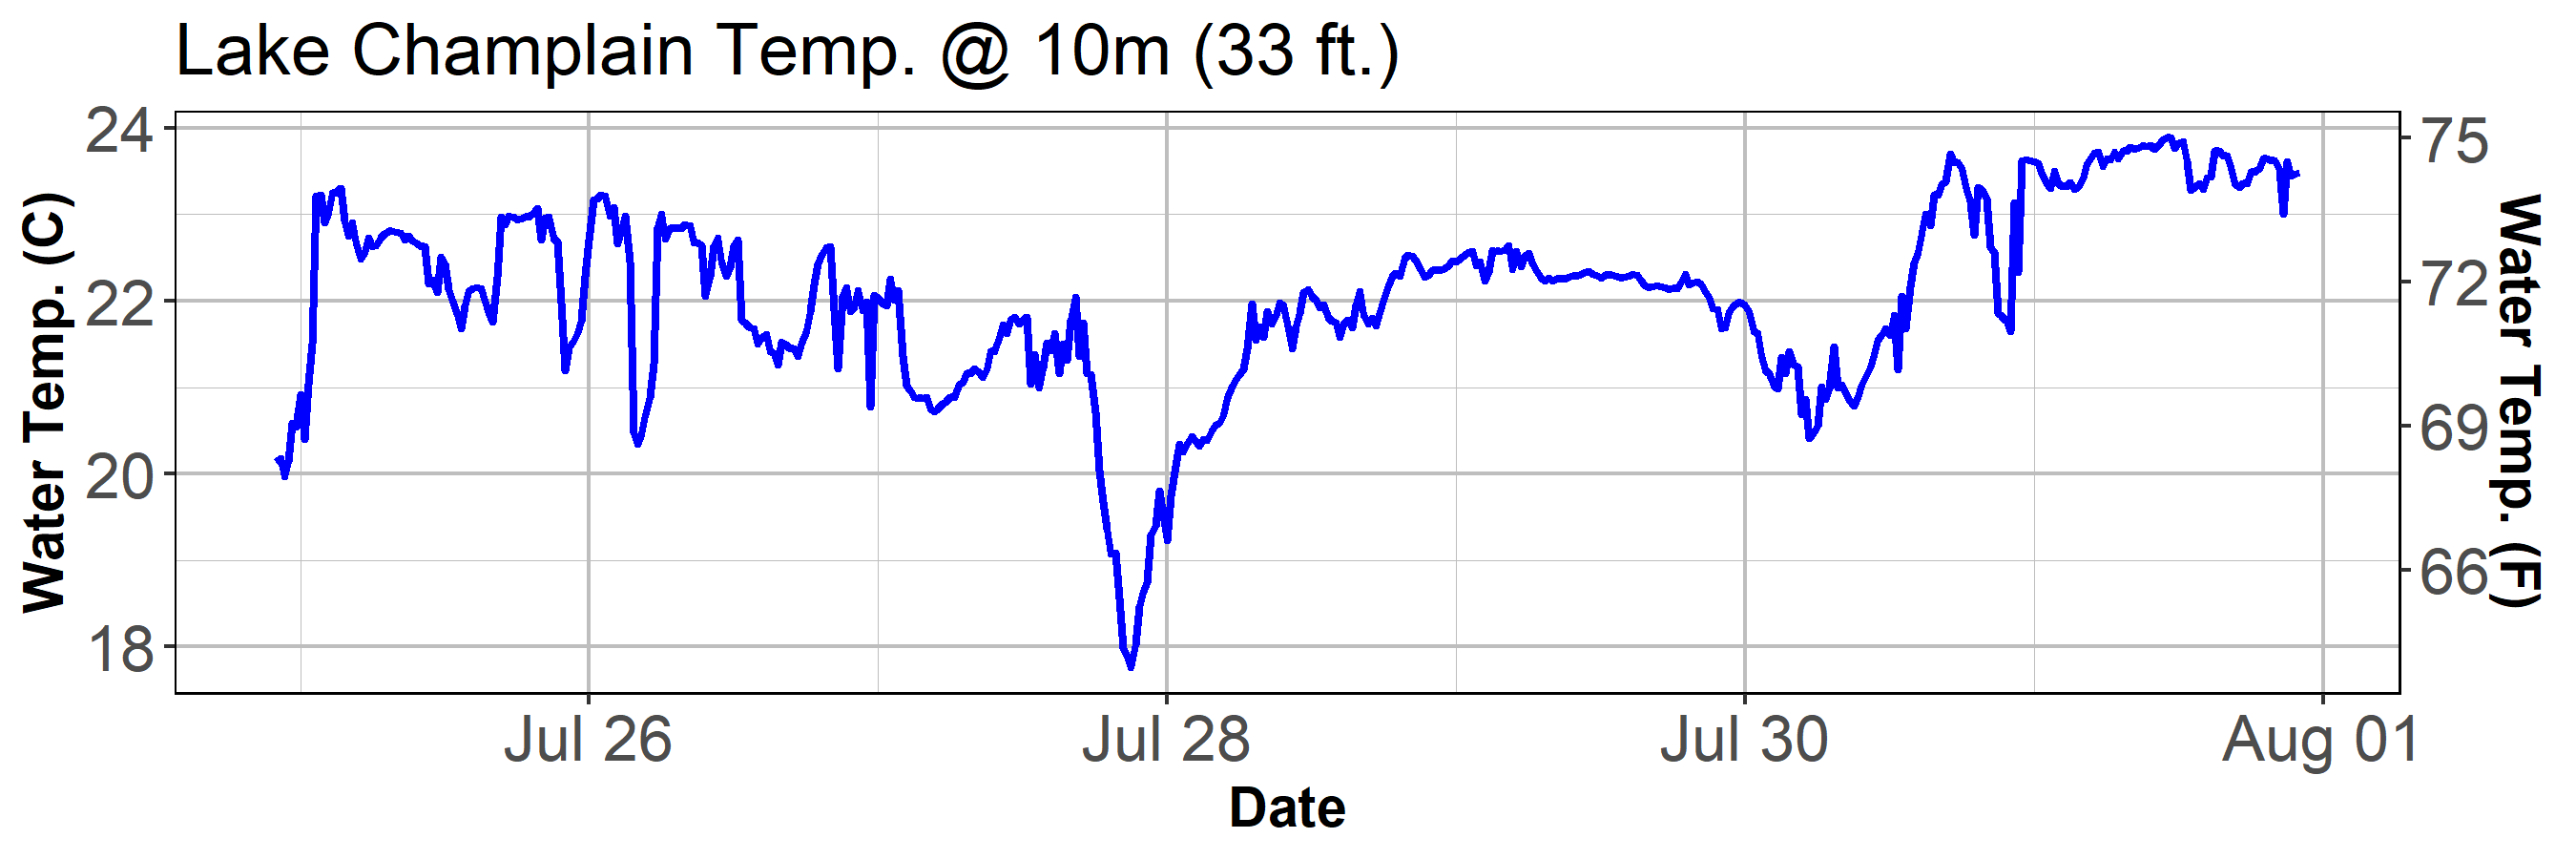 Lake Champlain Temp. @ 10m (33 ft.)
Water Temp. (C)
24
22
20
18
75
72
69
66
Water Temp. (F)
Jul 26
Jul 28
Jul 30
Aug 01
Date